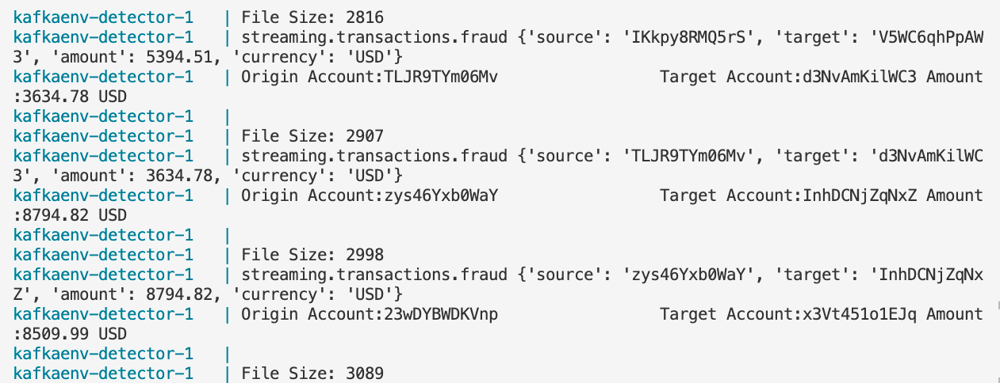 kafkaenv-detector-1   | File Size: 2816
kafkaenv-detector-1   | streaming.transactions.fraud {'source': 'IKkpy8RMQ5rS', 'target': 'V5WC6qhPpAW
3', 'amount': 5394.51, 'currency': 'USD'}
kafkaenv-detector-1   | Origin Account:TLJR9TYm06Mv                 Target Account:d3NvAmKilWC3 Amount
:3634.78 USD
kafkaenv-detector-1   |
kafkaenv-detector-1   | File Size: 2907
kafkaenv-detector-1   | streaming.transactions.fraud {'source': 'TLJR9TYm06Mv', 'target': 'd3NvAmKilWC
3', 'amount': 3634.78, 'currency': 'USD'}
kafkaenv-detector-1   | Origin Account:zys46Yxb0WaY                 Target Account:InhDCNjZqNxZ Amount
:8794.82 USD
kafkaenv-detector-1   |
kafkaenv-detector-1   | File Size: 2998
kafkaenv-detector-1   | streaming.transactions.fraud {'source': 'zys46Yxb0WaY', 'target': 'InhDCNjZqNx
Z', 'amount': 8794.82, 'currency': 'USD'}
kafkaenv-detector-1   | Origin Account:23wDYBWDKVnp                 Target Account:x3Vt451o1EJq Amount
:8509.99 USD
kafkaenv-detector-1   |
kafkaenv-detector-1   | File Size: 3089